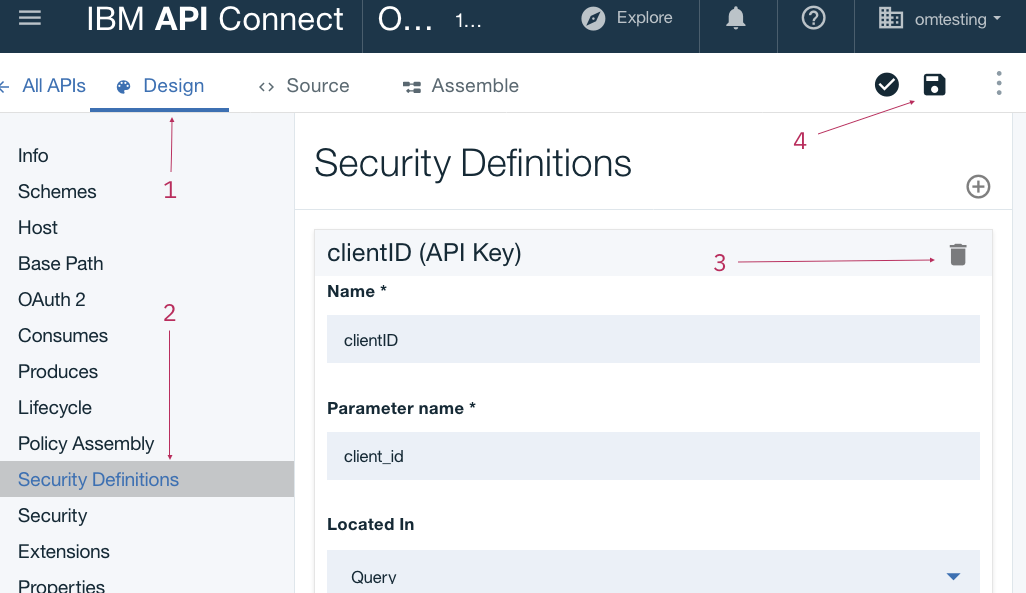 IBM API Connect O... 1... Explore omtesting
All APIs Design Source Assemble
4
1
Info
Schemes
Host
Base Path
OAuth 2
2
Consumes
Produces
Lifecycle
Policy Assembly
Security Definitions
Security
Extensions
Properties
Security Definitions
clientID (API Key)
3
Name *
clientID
Parameter name *
client_id
Located In
Query